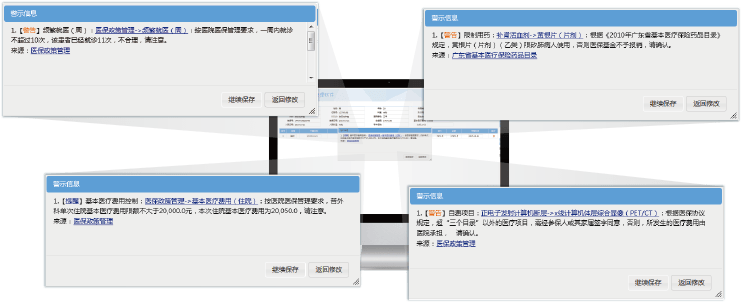 警示信息
1.【警告】频繁就医（周）：医保政策管理->频繁就医（周）：按医院医保管理要求，一周内就诊
不超过10次，该患者已经就诊11次，不合理，请注意。
来源：医保政策管理
继续保存 返回修改
警示信息
1.【警告】限制用药：补肾活血剂->黄根片（片剂）：根据《2010年广东省基本医疗保险药品目录》
规定，黄根片（片剂）（乙类）限矽肺病人使用，否则医保基金不予报销，请确认。
来源：广东省基本医疗保险药品目录
继续保存 返回修改
警示信息
1.【提醒】基本医疗费用控制：医保政策管理->基本医疗费用（住院）：按医院医保管理要求，普外
科单次住院基本医疗费用限额不大于20,000.0元，本次住院基本医疗费用为20,050.0，请注意。
来源：医保政策管理
继续保存 返回修改
警示信息
1.【警告】自费项目：正电子发射计算机断层->x线计算机体层综合显像（PET/CT）：根据医保协议
规定，超“三个目录”以外的医疗项目，需经参保人或其家属签字同意，否则，所发生的医疗费用由
医院承担， 请确认。
来源：医保政策管理
继续保存 返回修改